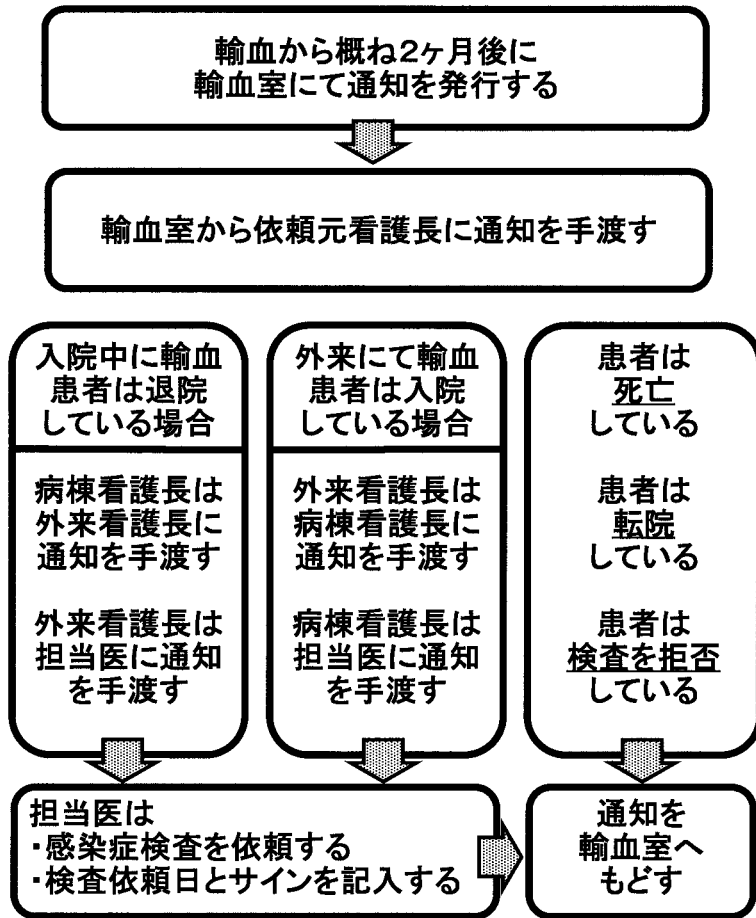 輸血から概ね2ヶ月後に
輸血室にて通知を発行する
輸血室から依頼元看護長に通知を手渡す
入院中に輸血
患者は退院
している場合
病棟看護長は
外来看護長に
通知を手渡す
外来看護長は
担当医に通知
を手渡す
外来にて輸血
患者は入院
している場合
外来看護長は
病棟看護長に
通知を手渡す
病棟看護長は
担当医に通知
を手渡す
患者は
死亡
している
患者は
転院
している
患者は
検査を拒否
している
担当医は
・感染症検査を依頼する
・検査依頼日とサインを記入する
通知を
輸血室へ
もどす